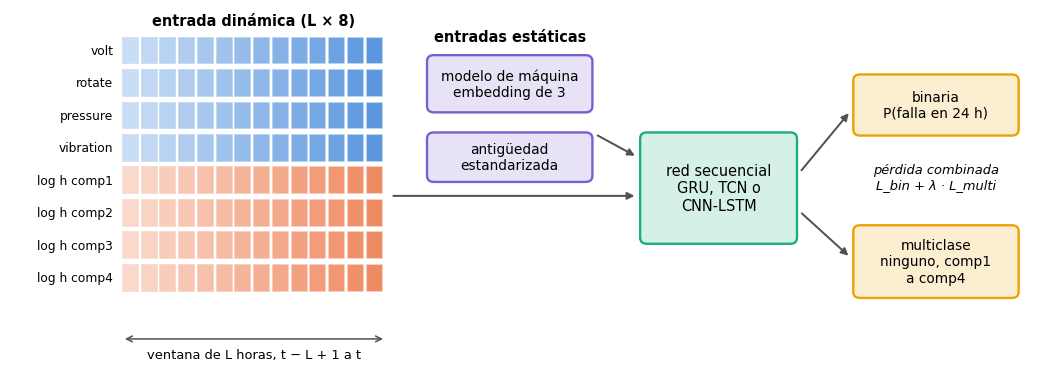 entrada dinámica (L × 8)
volt
rotate
pressure
vibration
log h comp1
log h comp2
log h comp3
log h comp4
ventana de L horas, t − L + 1 a t
entradas estáticas
modelo de máquina
embedding de 3
antigüedad
estandarizada
red secuencial
GRU, TCN o
CNN-LSTM
binaria
P(falla en 24 h)
pérdida combinada
L_bin + λ · L_multi
multiclase
ninguno, comp1
a comp4